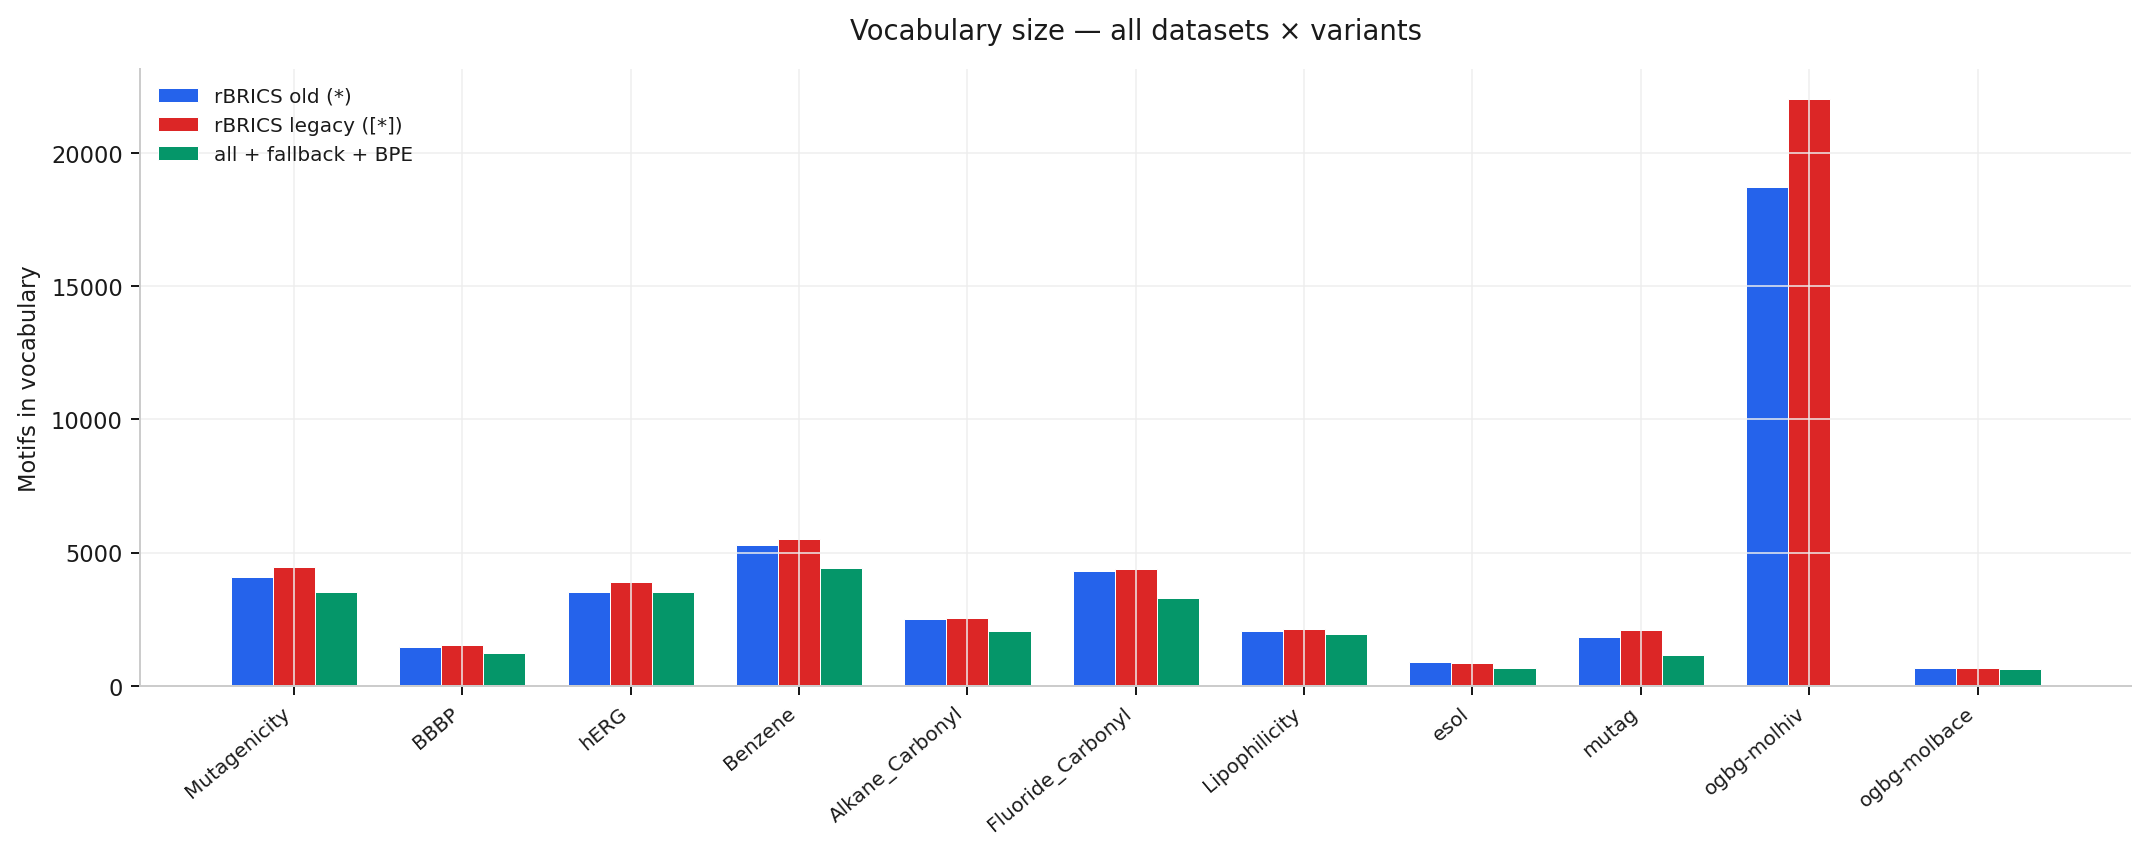 Vocabulary size — all datasets × variants
rBRICS old (*)
rBRICS legacy ([*])
all + fallback + BPE
Motifs in vocabulary
20000
15000
10000
5000
0
Mutagenicity
BBBP
hERG
Benzene
Alkane_Carbonyl
Fluoride_Carbonyl
Lipophilicity
esol
mutag
ogbg-molhiv
ogbg-molbace